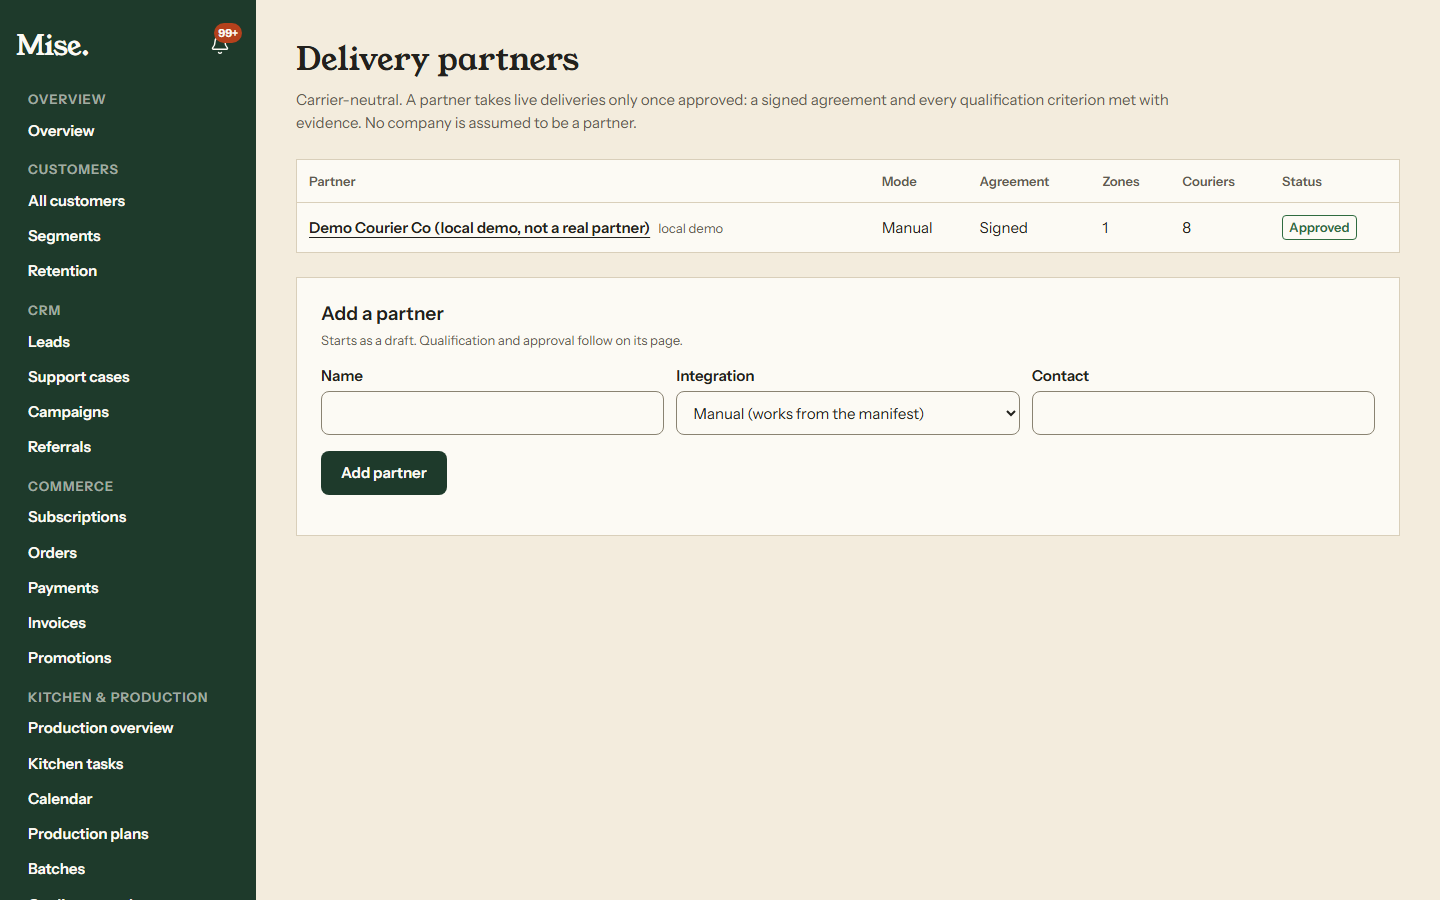 Mise.
99+
OVERVIEW
Overview
CUSTOMERS
All customers
Segments
Retention
CRM
Leads
Support cases
Campaigns
Referrals
COMMERCE
Subscriptions
Orders
Payments
Invoices
Promotions
KITCHEN & PRODUCTION
Production overview
Kitchen tasks
Calendar
Production plans
Batches
Delivery partners
Carrier-neutral. A partner takes live deliveries only once approved: a signed agreement and every qualification criterion met with
evidence. No company is assumed to be a partner.
Partner Mode Agreement Zones Couriers Status
Demo Courier Co (local demo, not a real partner) local demo Manual Signed 1 8 Approved
Add a partner
Starts as a draft. Qualification and approval follow on its page.
Name Integration Contact
Manual (works from the manifest)
Add partner